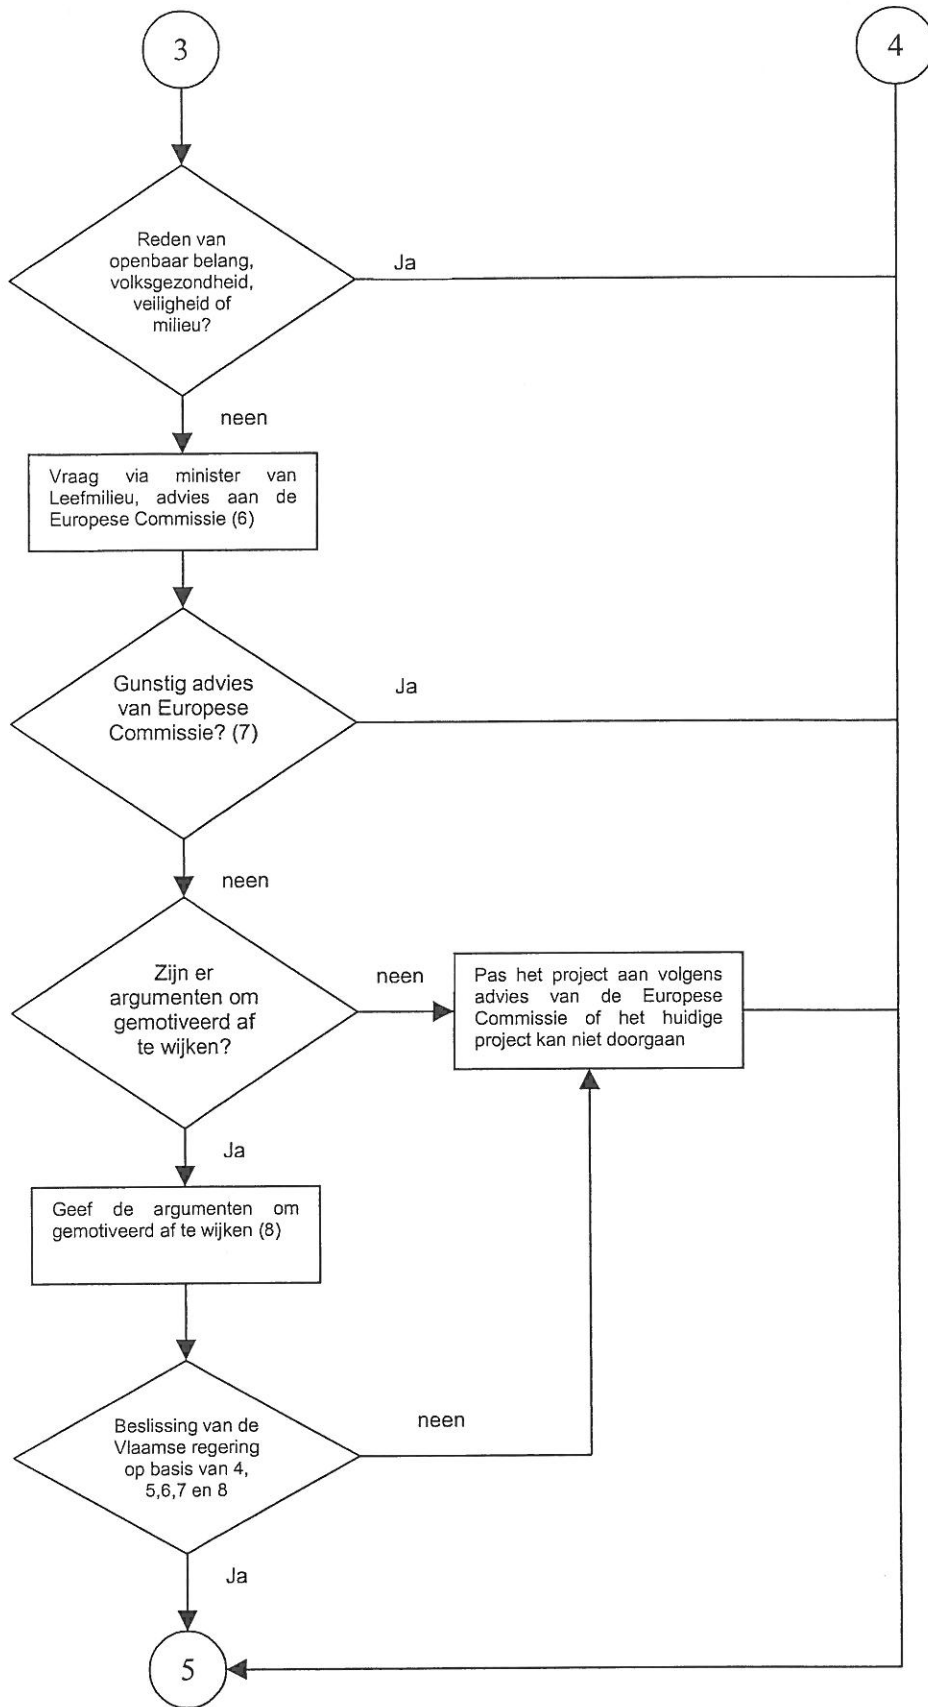 3
4
Reden van
openbaar belang,
volksgezondheid,
veiligheid of
milieu?
Ja
neen
Vraag via minister van
Leefmilieu, advies aan de
Europese Commissie (6)
Gunstig advies
van Europese
Commissie? (7)
Ja
neen
Zijn er
argumenten om
gemotiveerd af
te wijken?
neen
Pas het project aan volgens
advies van de Europese
Commissie of het huidige
project kan niet doorgaan
Ja
Geef de argumenten om
gemotiveerd af te wijken (8)
Beslissing van de
Vlaamse regering
op basis van 4,
5,6,7 en 8
neen
Ja
5